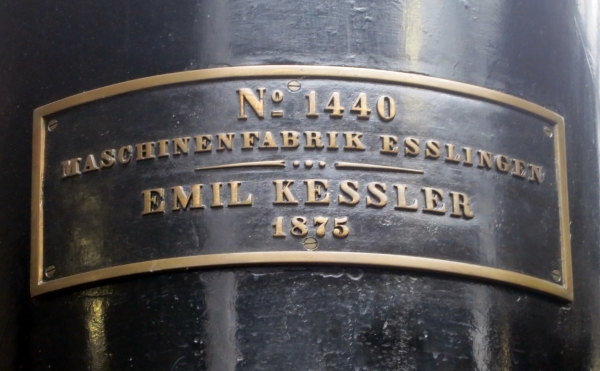 Nº 1440
MASCHINENFABRIK ESSLINGEN
EMIL KESSLER
1875